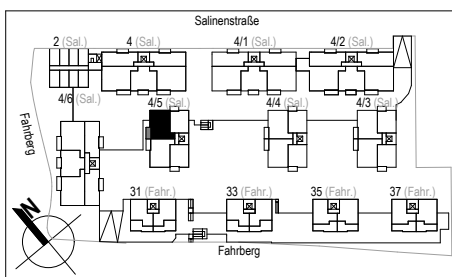 Salinenstraße
2 (Sal.) 4 (Sal.) 4/1 (Sal.) 4/2 (Sal.)
4/6 (Sal.) 4/5 (Sal.) 4/4 (Sal.) 4/3 (Sal.)
Fahrberg
31 (Fahr.) 33 (Fahr.) 35 (Fahr.) 37 (Fahr.)
N
Fahrberg